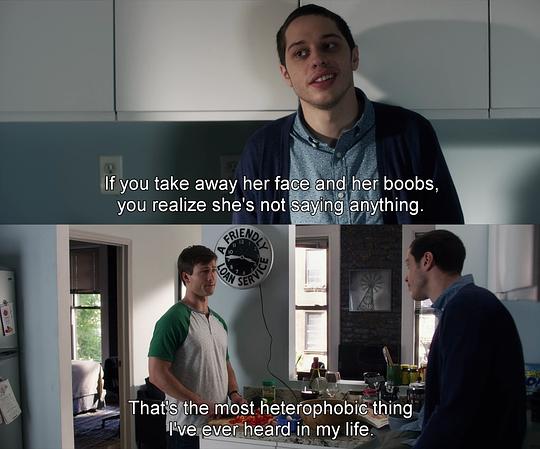 If you take away her face and her boobs,
you realize she's not saying anything.
A FRIENDLY
LOAN SERVICE
That's the most heterophobic thing
I've ever heard in my life.